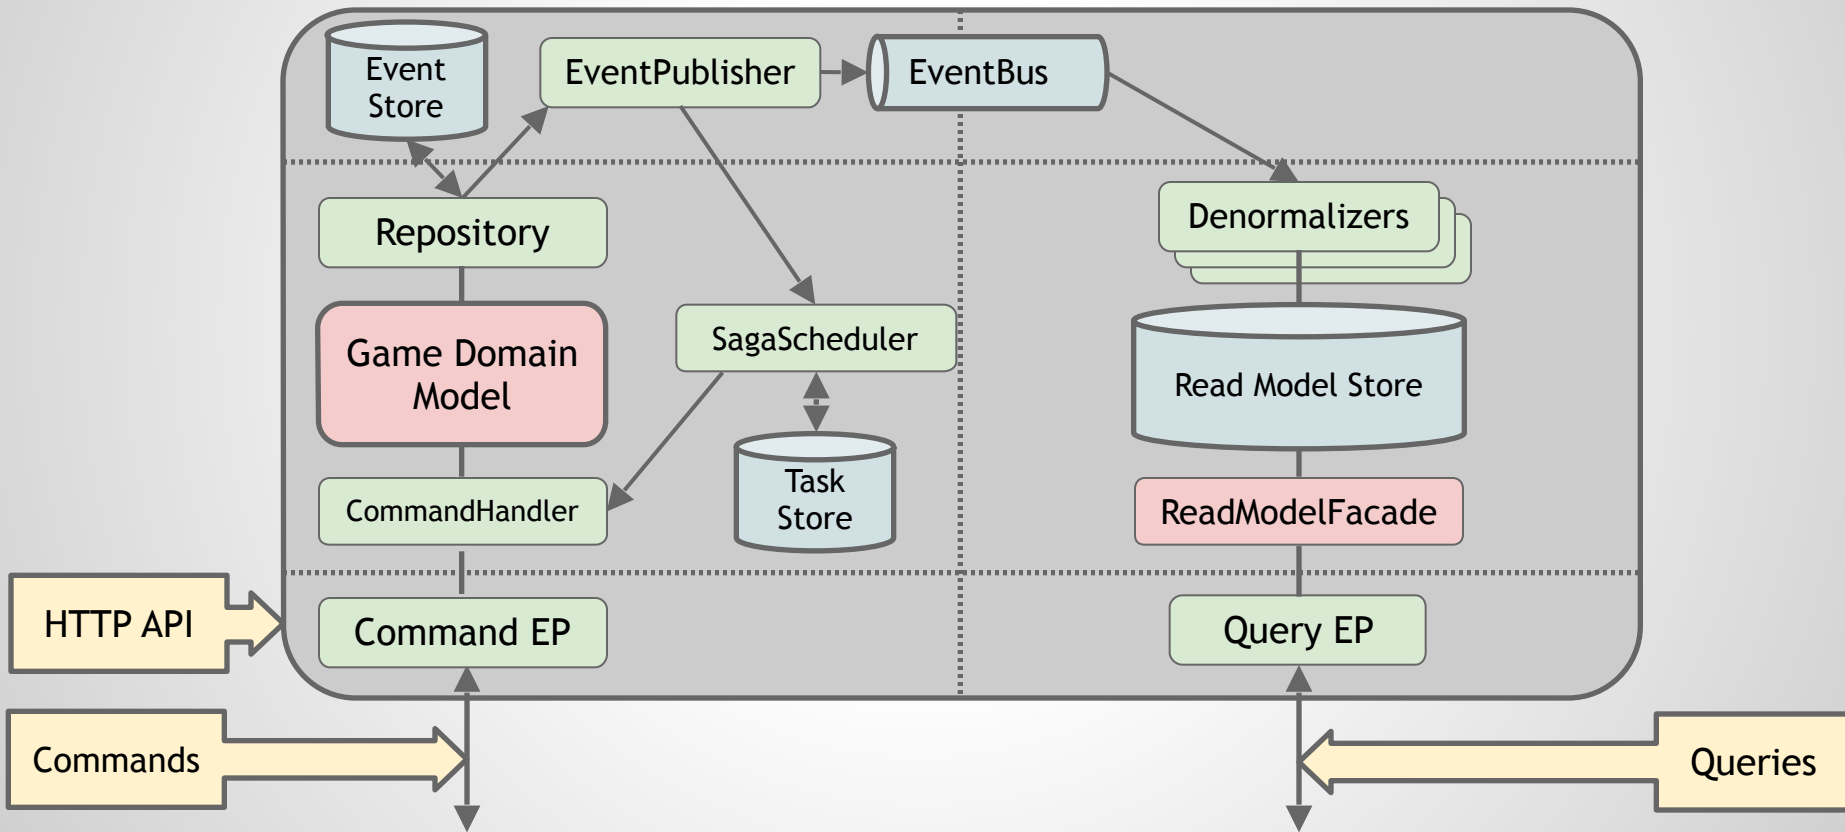 Event
Store
EventPublisher
EventBus
Repository
Denormalizers
Game Domain
Model
SagaScheduler
Read Model Store
CommandHandler
Task
Store
ReadModelFacade
HTTP API
Command EP
Query EP
Commands
Queries